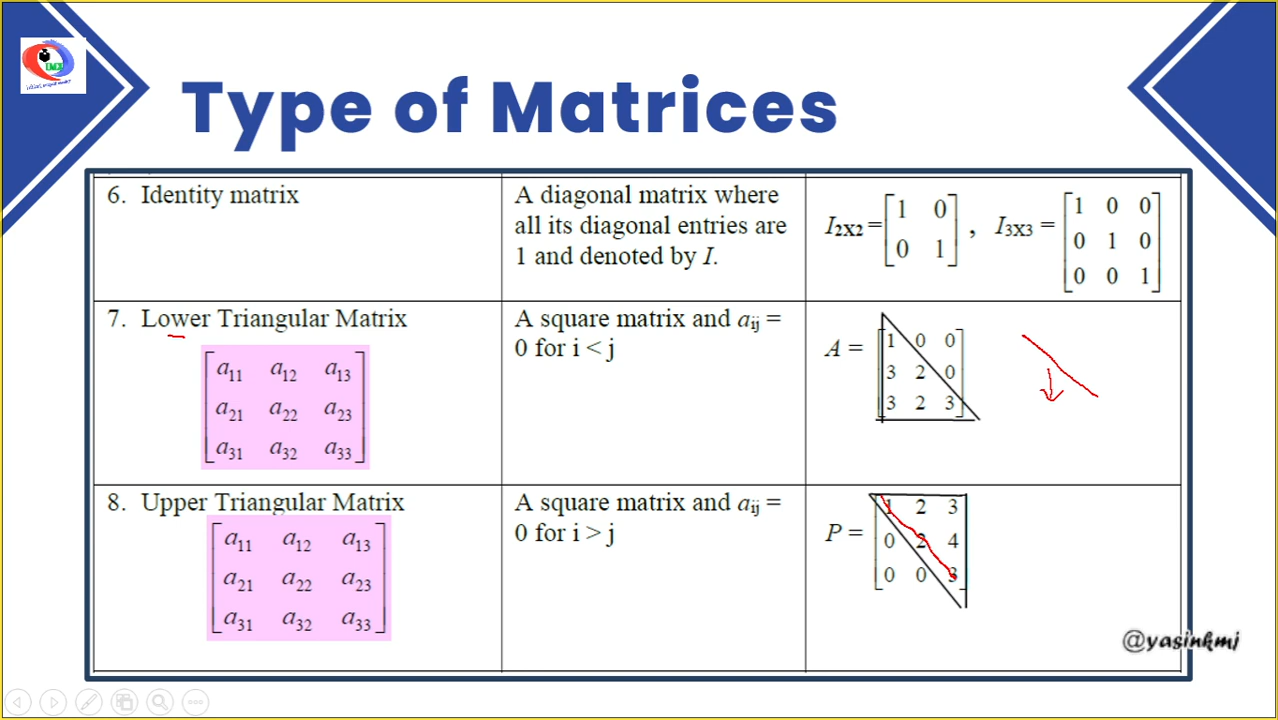 Type of Matrices
6. Identity matrix
A diagonal matrix where
all its diagonal entries are
1 and denoted by I.
I2X2 = [1 0
0 1] , I3X3 = [1 0 0
0 1 0
0 0 1]
7. Lower Triangular Matrix
a11 a12 a13
a21 a22 a23
a31 a32 a33
A square matrix and aij =
0 for i < j
A = [1 0 0
3 2 0
3 2 3]
8. Upper Triangular Matrix
a11 a12 a13
a21 a22 a23
a31 a32 a33
A square matrix and aij =
0 for i > j
P = [1 2 3
0 2 4
0 0 3]
@yasinkmj